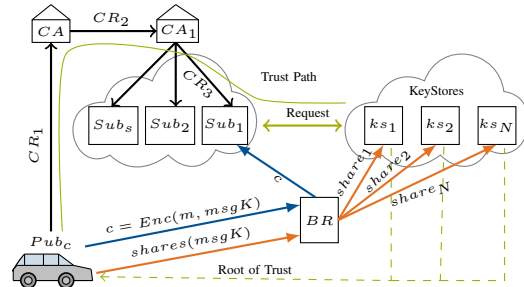 CA
CR₂
CA₁
CR₁
CR₃
Trust Path
KeyStores
Subₛ
Sub₂
Sub₁
Request
ks₁
ks₂
ksN
c
share₁
share₂
shareN
c = Enc(m, msgK)
shares(msgK)
BR
Pub꜀
Root of Trust